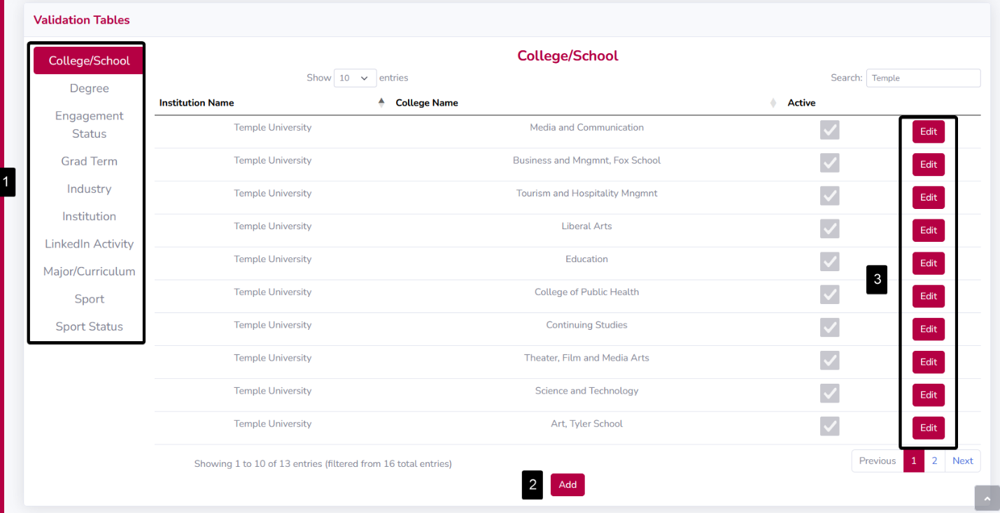 Validation Tables
College/School
Degree
Engagement
Status
Grad Term
Industry
Institution
LinkedIn Activity
Major/Curriculum
Sport
Sport Status
1
College/School
Show 10 entries
Search: Temple
Institution Name College Name Active
Temple University Media and Communication Edit
Temple University Business and Mngmnt, Fox School Edit
Temple University Tourism and Hospitality Mngmnt Edit
Temple University Liberal Arts Edit
Temple University Education Edit
3
Temple University College of Public Health Edit
Temple University Continuing Studies Edit
Temple University Theater, Film and Media Arts Edit
Temple University Science and Technology Edit
Temple University Art, Tyler School Edit
Showing 1 to 10 of 13 entries (filtered from 16 total entries)
Previous 1 2 Next
2 Add